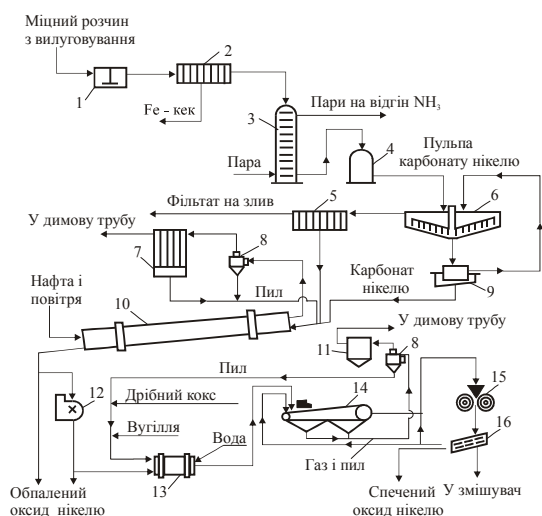 Міцний розчин
з вилуговування
2
1
Fe – кек
3
Пари на відгін NH3
Пара
4
Пульпа
карбонату нікелю
Фільтат на злив
5
6
У димову трубу
7
8
Нафта і
повітря
10
Пил
Карбонат
нікелю
9
У димову трубу
11
8
Пил
12
Дрібний кокс
14
15
Вугілля
Вода
16
13
Газ і пил
Обпалений
оксид нікелю
Спечений
оксид нікелю
У змішувач